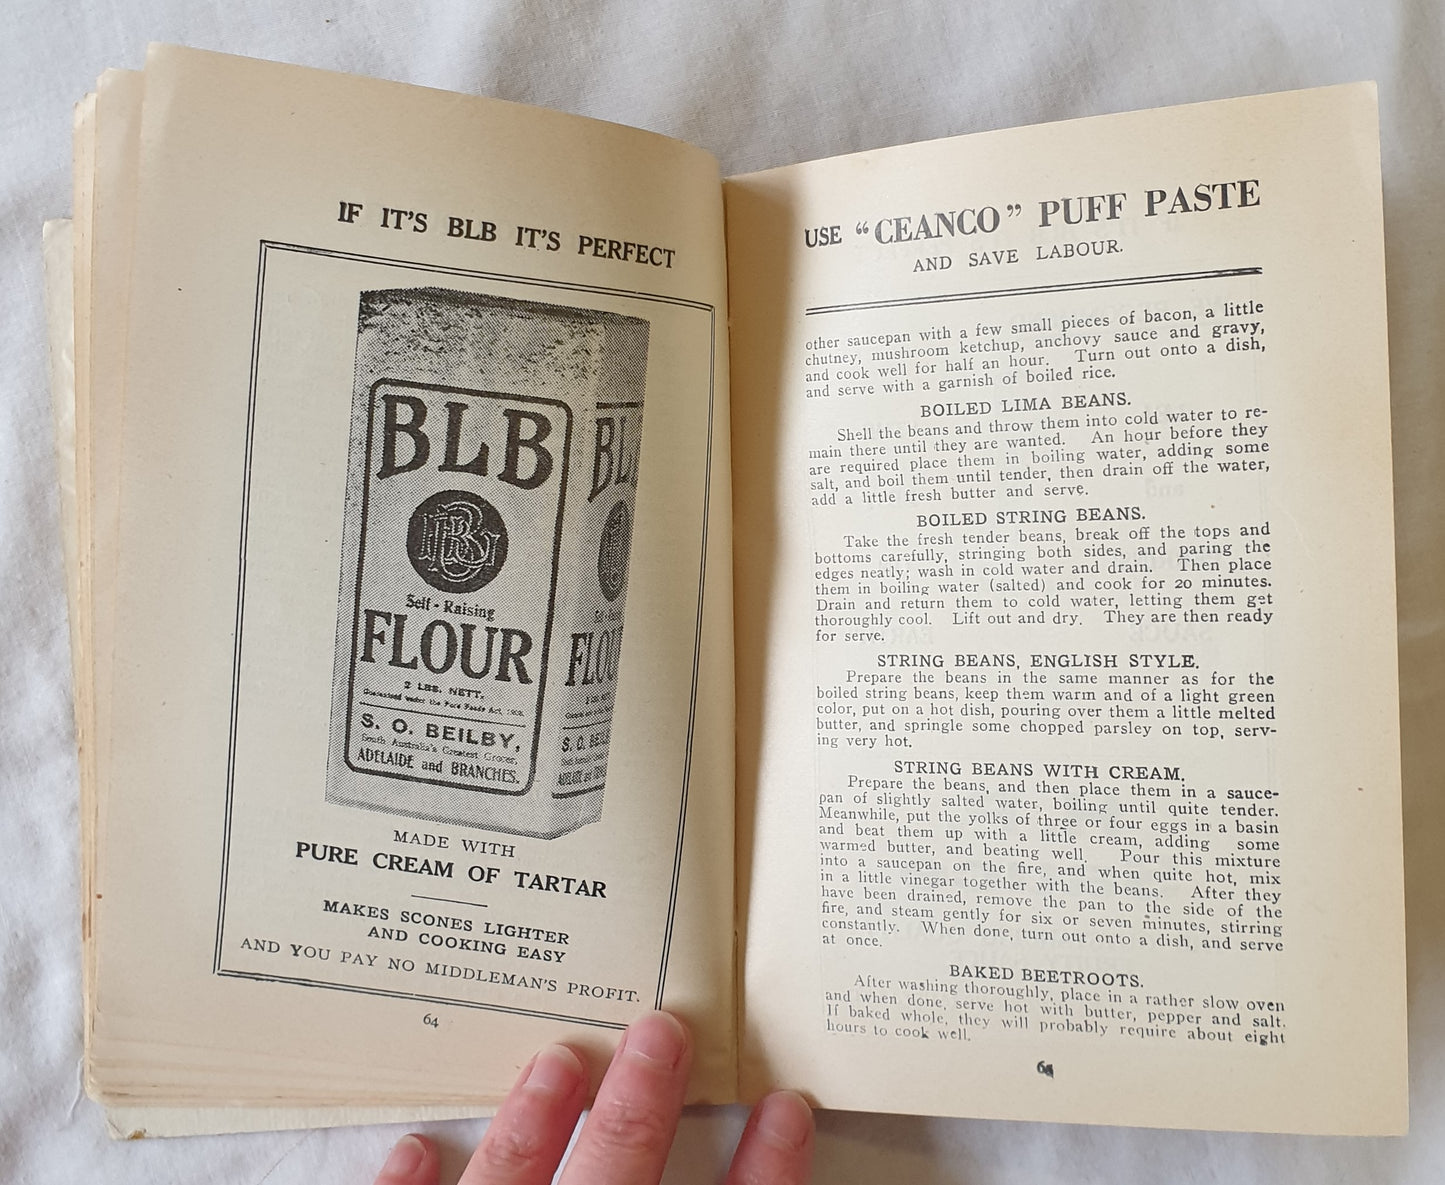 IF IT'S BLB IT'S PERFECT
BLB
Self-Raising
FLOUR
2 LBS. NETT.
Guaranteed under the Pure Foods Act, 1908.
S. O. BEILBY,
South Australia's Greatest Grocer,
ADELAIDE and BRANCHES.
MADE WITH
PURE CREAM OF TARTAR
MAKES SCONES LIGHTER
AND COOKING EASY
AND YOU PAY NO MIDDLEMAN'S PROFIT.
64
USE "CEANCO" PUFF PASTE
AND SAVE LABOUR.
other saucepan with a few small pieces of bacon, a little
chutney, mushroom ketchup, anchovy sauce and gravy,
and cook well for half an hour. Turn out onto a dish,
and serve with a garnish of boiled rice.
BOILED LIMA BEANS.
Shell the beans and throw them into cold water to re-
main there until they are wanted. An hour before they
are required place them in boiling water, adding some
salt, and boil them until tender, then drain off the water,
add a little fresh butter and serve.
BOILED STRING BEANS.
Take the fresh tender beans, break off the tops and
bottoms carefully, stringing both sides, and paring the
edges neatly; wash in cold water and drain. Then place
them in boiling water (salted) and cook for 20 minutes.
Drain and return them to cold water, letting them get
thoroughly cool. Lift out and dry. They are then ready
for serve.
STRING BEANS, ENGLISH STYLE.
Prepare the beans in the same manner as for the
boiled string beans, keep them warm and of a light green
color, put on a hot dish, pouring over them a little melted
butter, and springle some chopped parsley on top, serv-
ing very hot.
STRING BEANS WITH CREAM.
Prepare the beans, and then place them in a sauce-
pan of slightly salted water, boiling until quite tender.
Meanwhile, put the yolks of three or four eggs in a basin
and beat them up with a little cream, adding some
warmed butter, and beating well. Pour this mixture
into a saucepan on the fire, and when quite hot, mix
in a little vinegar together with the beans. After they
have been drained, remove the pan to the side of the
fire, and steam gently for six or seven minutes, stirring
constantly. When done, turn out onto a dish, and serve
at once.
BAKED BEETROOTS.
After washing thoroughly, place in a rather slow oven
and when done, serve hot with butter, pepper and salt.
If baked whole, they will probably require about eight
hours to cook well.